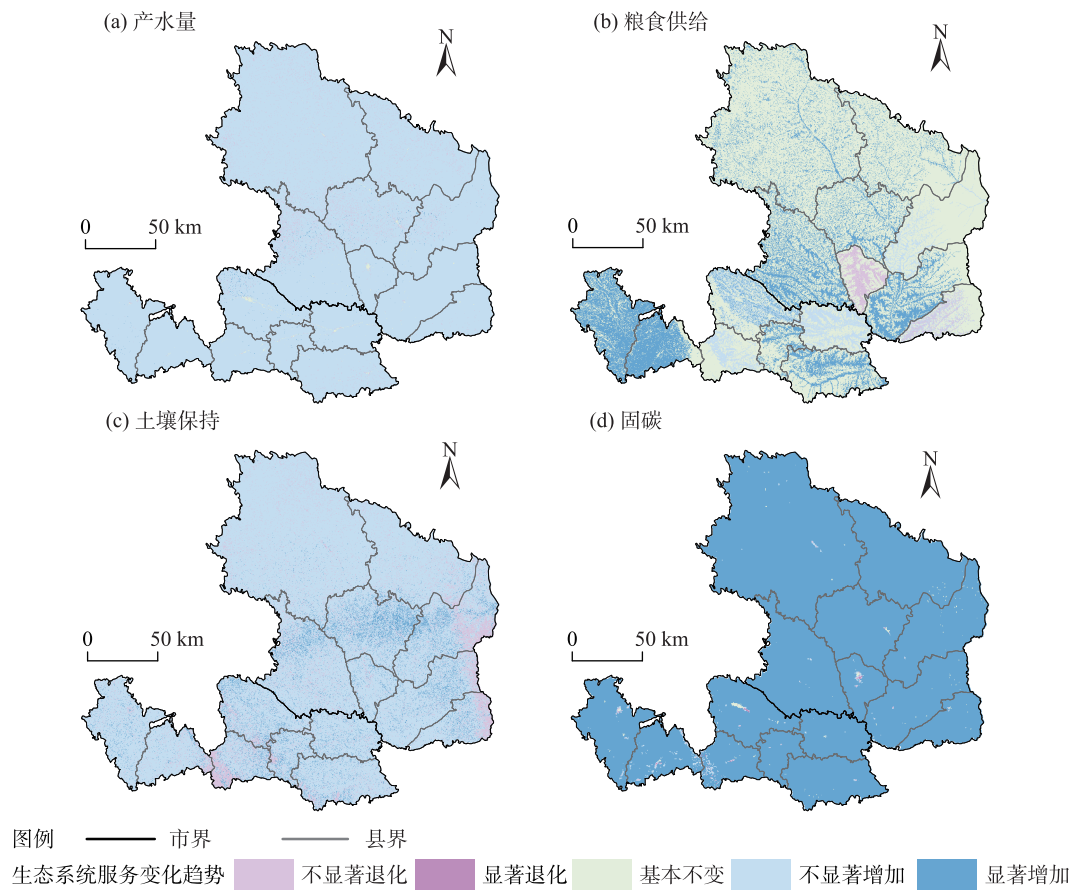 (a) 产水量
(b) 粮食供给
N
N
0 50 km
0 50 km
(c) 土壤保持
(d) 固碳
N
N
0 50 km
0 50 km
图例 市界 县界
生态系统服务变化趋势 不显著退化 显著退化 基本不变 不显著增加 显著增加